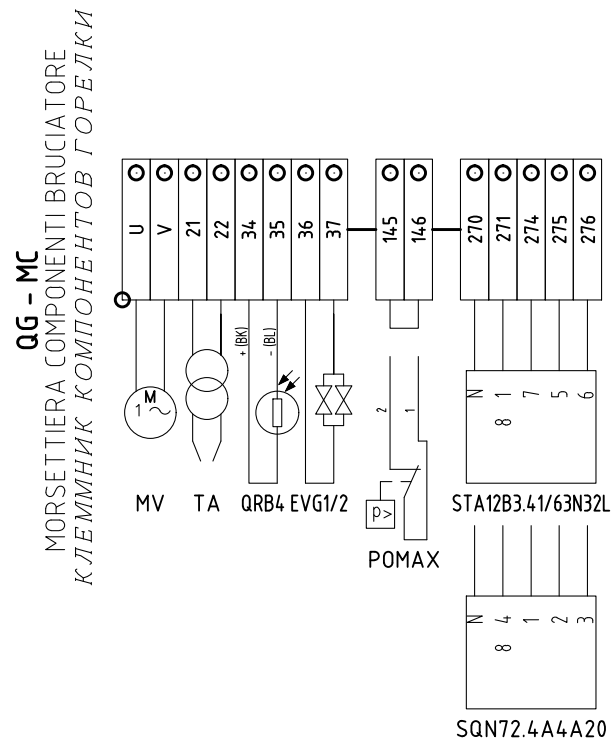 QG - MC
MORSETTIERA COMPONENTI BRUCIATORE
КЛЕММНИК КОМПОНЕНТОВ ГОРЕЛКИ
U V 21 22 34 35 36 37 145 146 270 271 274 275 276
+ (BK) - (BL)
M
1
2 1
N 1 7 5 6
8
p>
MV TA QRB4 EVG1/2 STA12B3.41/63N32L
POMAX
N 4 1 2 3
8
SQN72.4A4A20